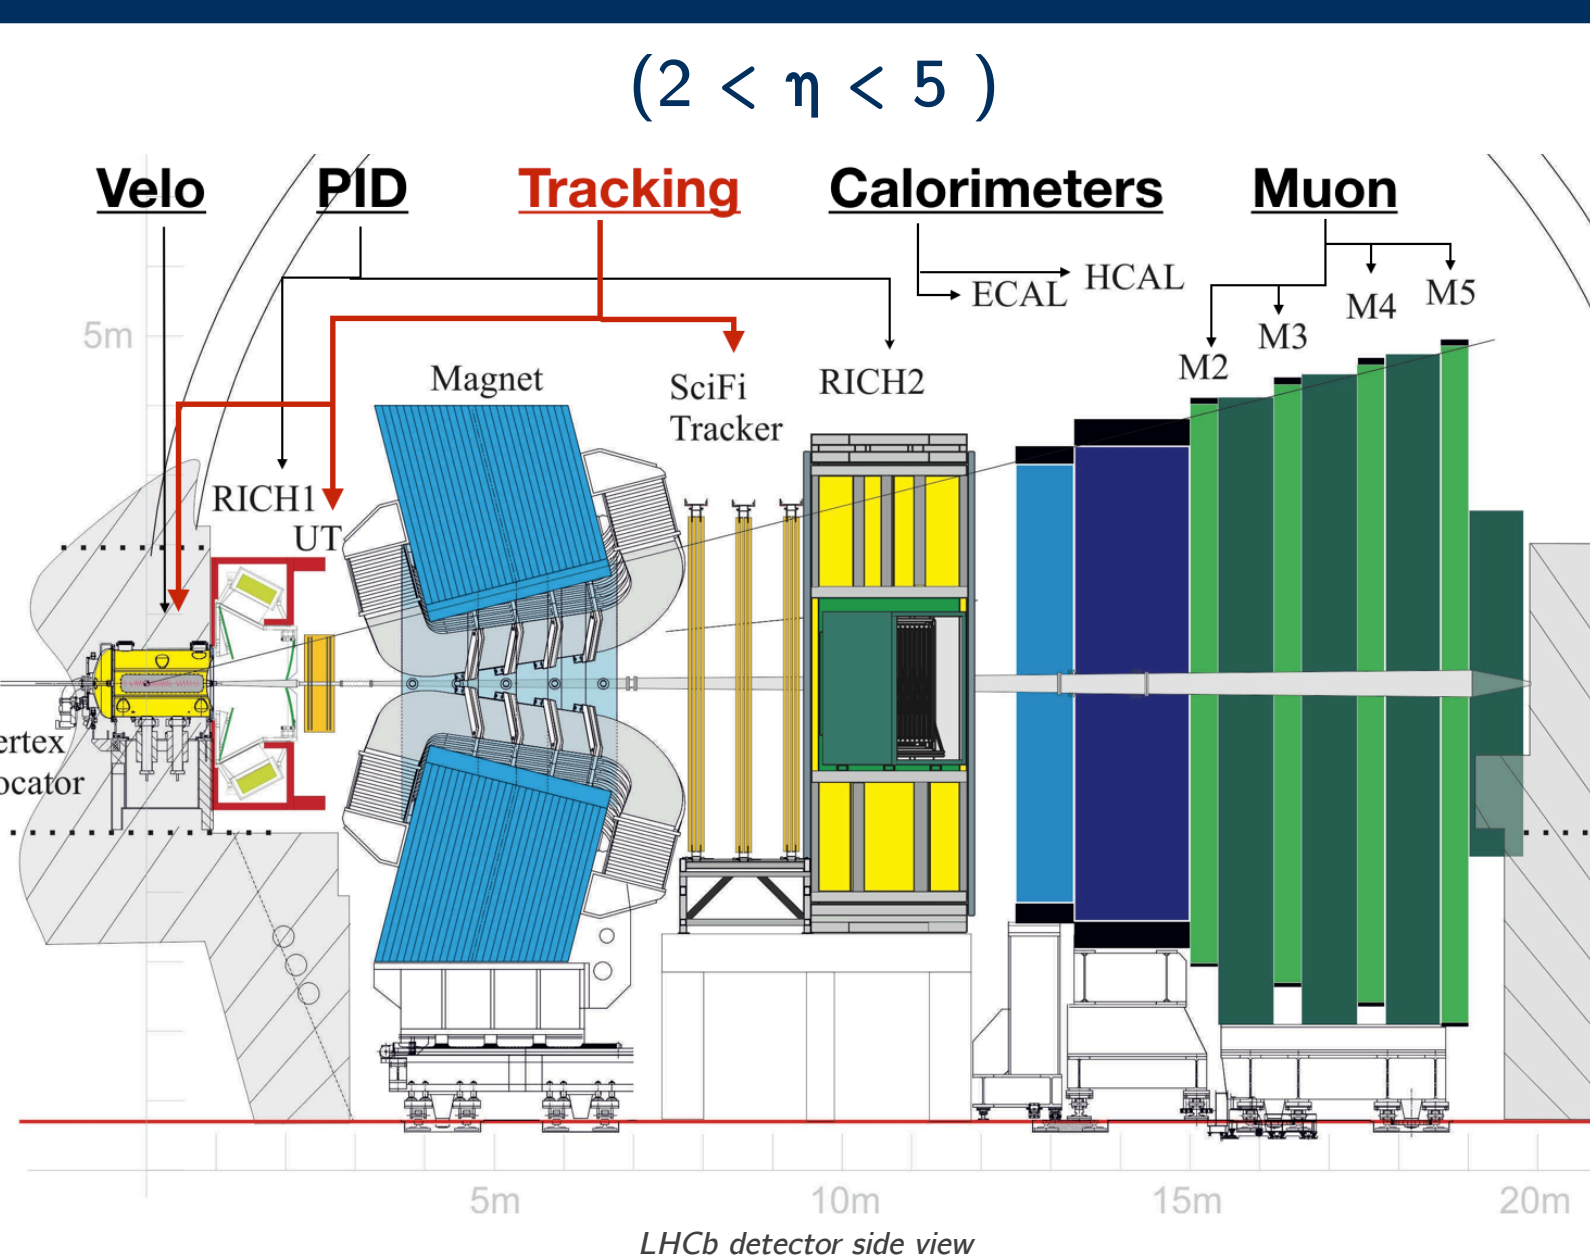 (2 < η < 5 )
Velo
PID
Tracking
Calorimeters
Muon
HCAL
ECAL
M5
M4
M3
M2
5m
Magnet
SciFi
Tracker
RICH2
RICH1
UT
ertex
ocator
5m
10m
15m
20m
LHCb detector side view